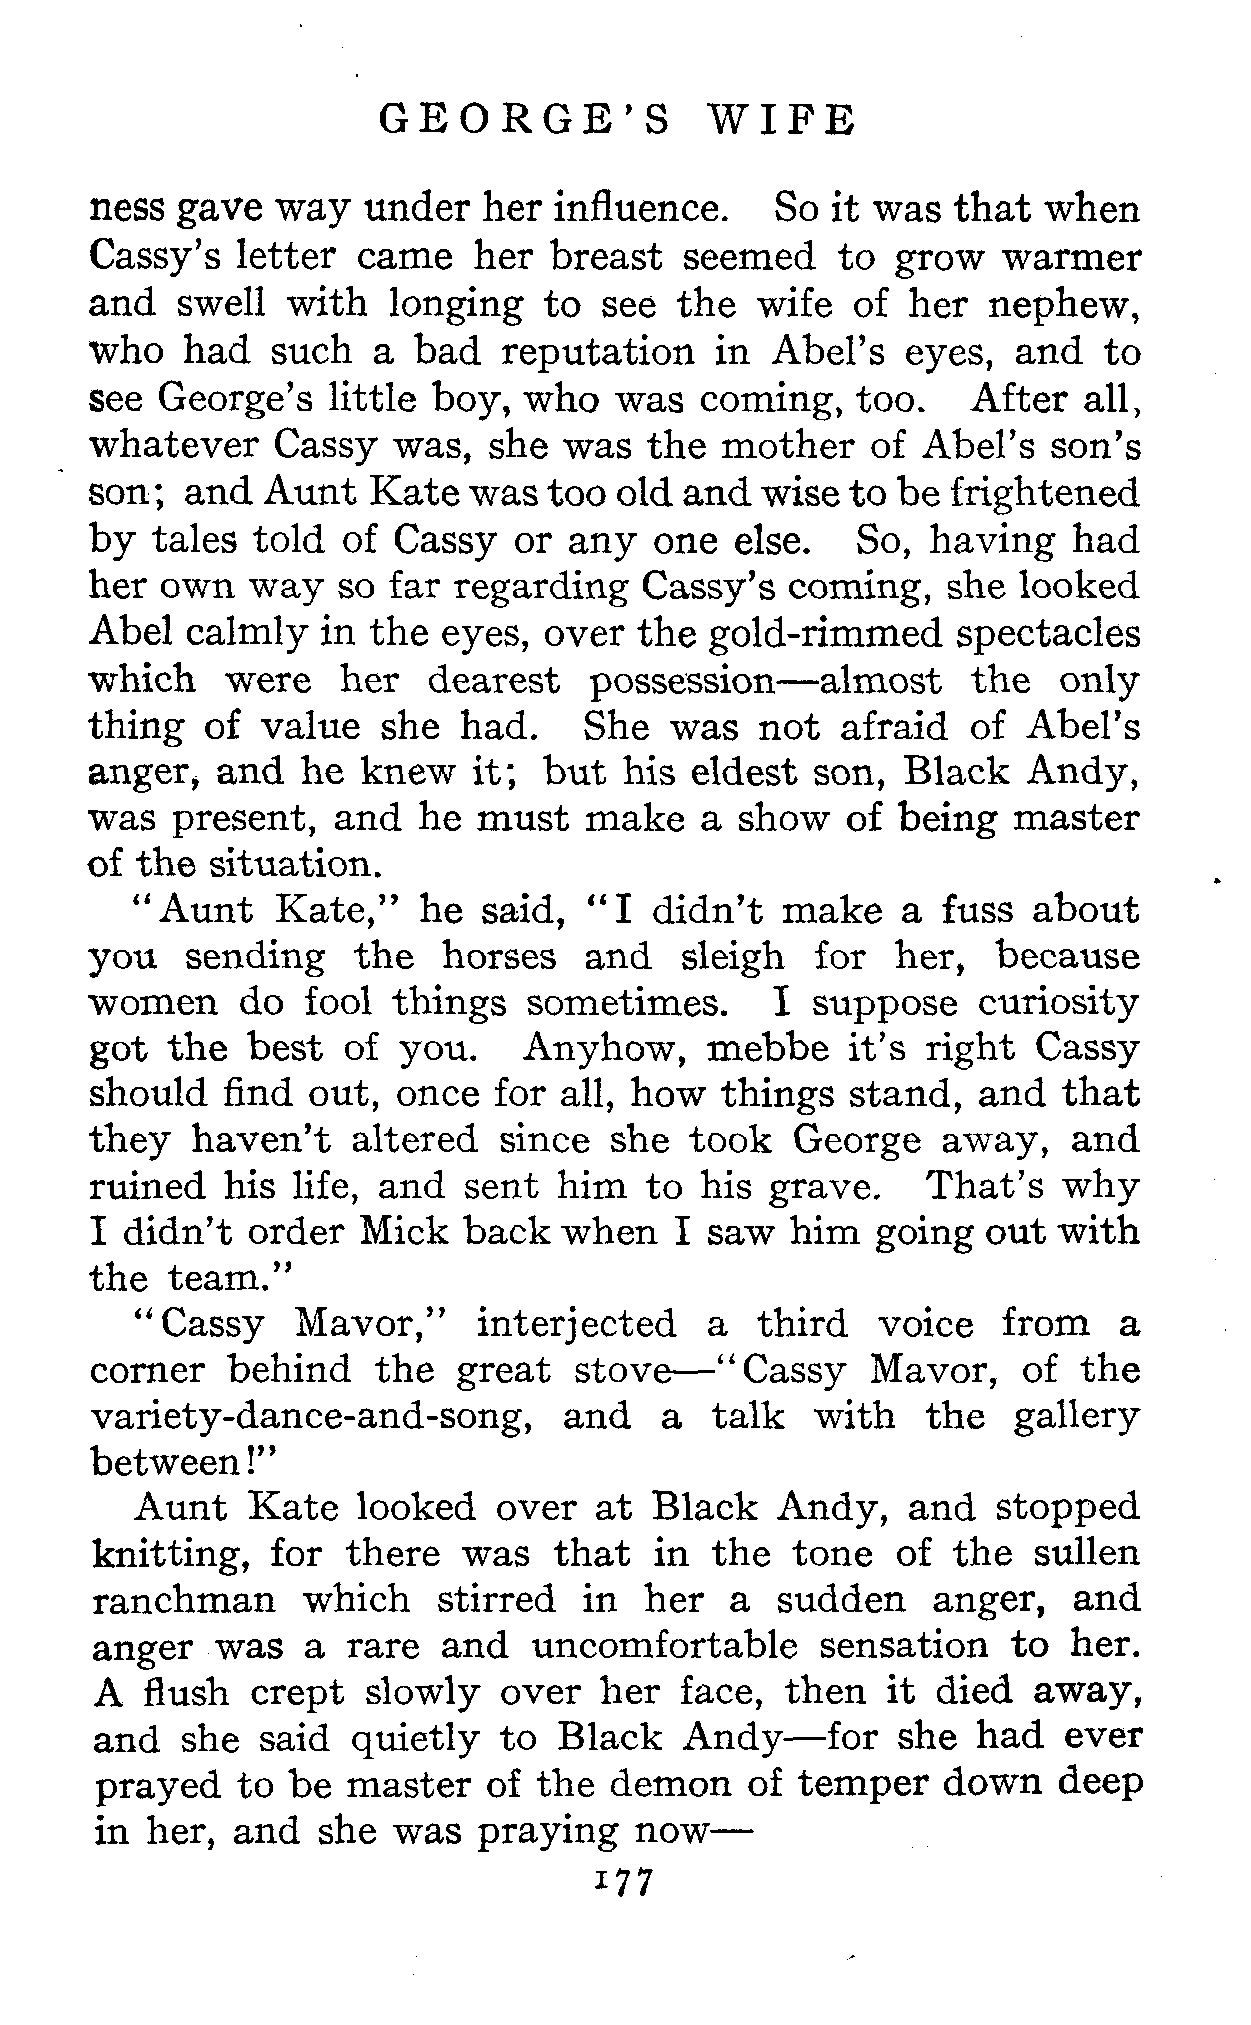 GEORGE'S WIFE
ness gave way under her influence. So it was that when
Cassy's letter came her breast seemed to grow warmer
and swell with longing to see the wife of her nephew,
who had such a bad reputation in Abel's eyes, and to
see George's little boy, who was coming, too. After all,
whatever Cassy was, she was the mother of Abel's son's
son; and Aunt Kate was too old and wise to be frightened
by tales told of Cassy or any one else. So, having had
her own way so far regarding Cassy's coming, she looked
Abel calmly in the eyes, over the gold-rimmed spectacles
which were her dearest possession—almost the only
thing of value she had. She was not afraid of Abel's
anger, and he knew it; but his eldest son, Black Andy,
was present, and he must make a show of being master
of the situation.
"Aunt Kate," he said, "I didn't make a fuss about
you sending the horses and sleigh for her, because
women do fool things sometimes. I suppose curiosity
got the best of you. Anyhow, mebbe it's right Cassy
should find out, once for all, how things stand, and that
they haven't altered since she took George away, and
ruined his life, and sent him to his grave. That's why
I didn't order Mick back when I saw him going out with
the team."
"Cassy Mavor," interjected a third voice from a
corner behind the great stove—"Cassy Mavor, of the
variety-dance-and-song, and a talk with the gallery
between!"
Aunt Kate looked over at Black Andy, and stopped
knitting, for there was that in the tone of the sullen
ranchman which stirred in her a sudden anger, and
anger was a rare and uncomfortable sensation to her.
A flush crept slowly over her face, then it died away,
and she said quietly to Black Andy—for she had ever
prayed to be master of the demon of temper down deep
in her, and she was praying now—
177